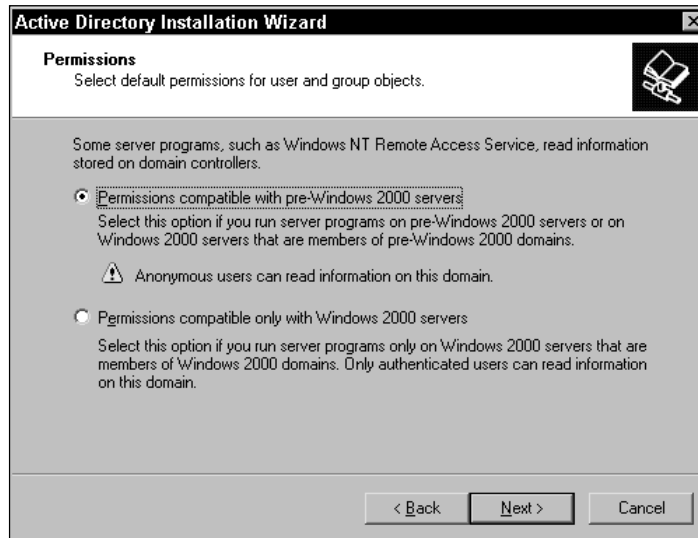 Active Directory Installation Wizard
Permissions
Select default permissions for user and group objects.
Some server programs, such as Windows NT Remote Access Service, read information
stored on domain controllers.
Permissions compatible with pre-Windows 2000 servers
Select this option if you run server programs on pre-Windows 2000 servers or on
Windows 2000 servers that are members of pre-Windows 2000 domains.
Anonymous users can read information on this domain.
Permissions compatible only with Windows 2000 servers
Select this option if you run server programs only on Windows 2000 servers that are
members of Windows 2000 domains. Only authenticated users can read information
on this domain.
< Back
Next >
Cancel